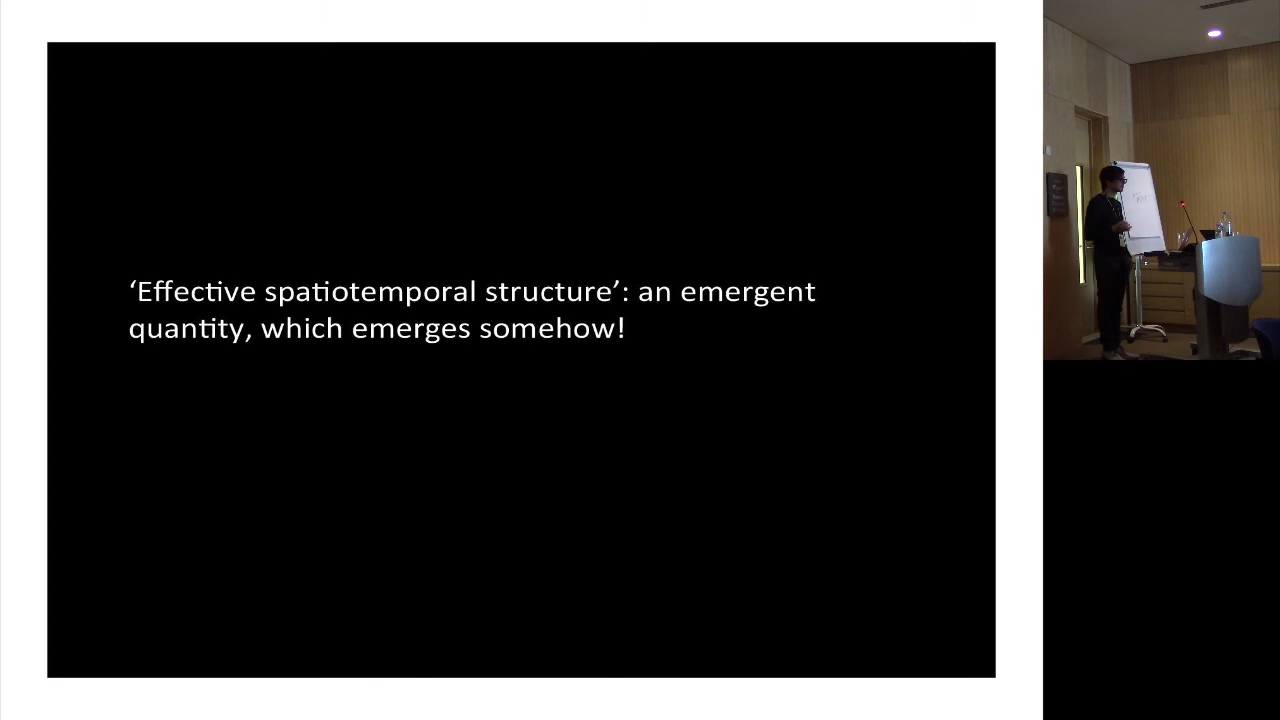 ‘Effective spatiotemporal structure’: an emergent
quantity, which emerges somehow!